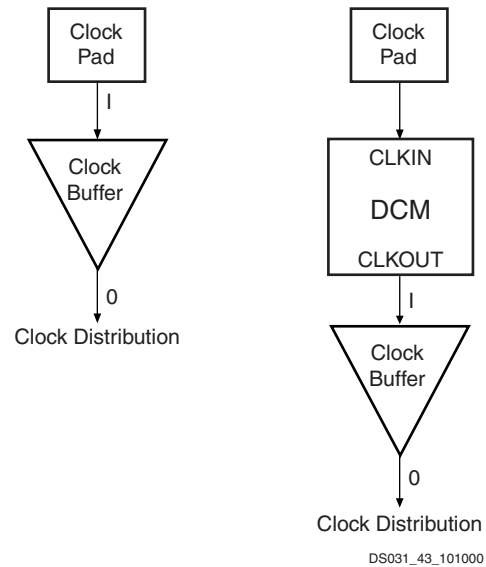 Clock
Pad
I
Clock
Buffer
0
Clock Distribution
Clock
Pad
CLKIN
DCM
CLKOUT
I
Clock
Buffer
0
Clock Distribution
DS031_43_101000